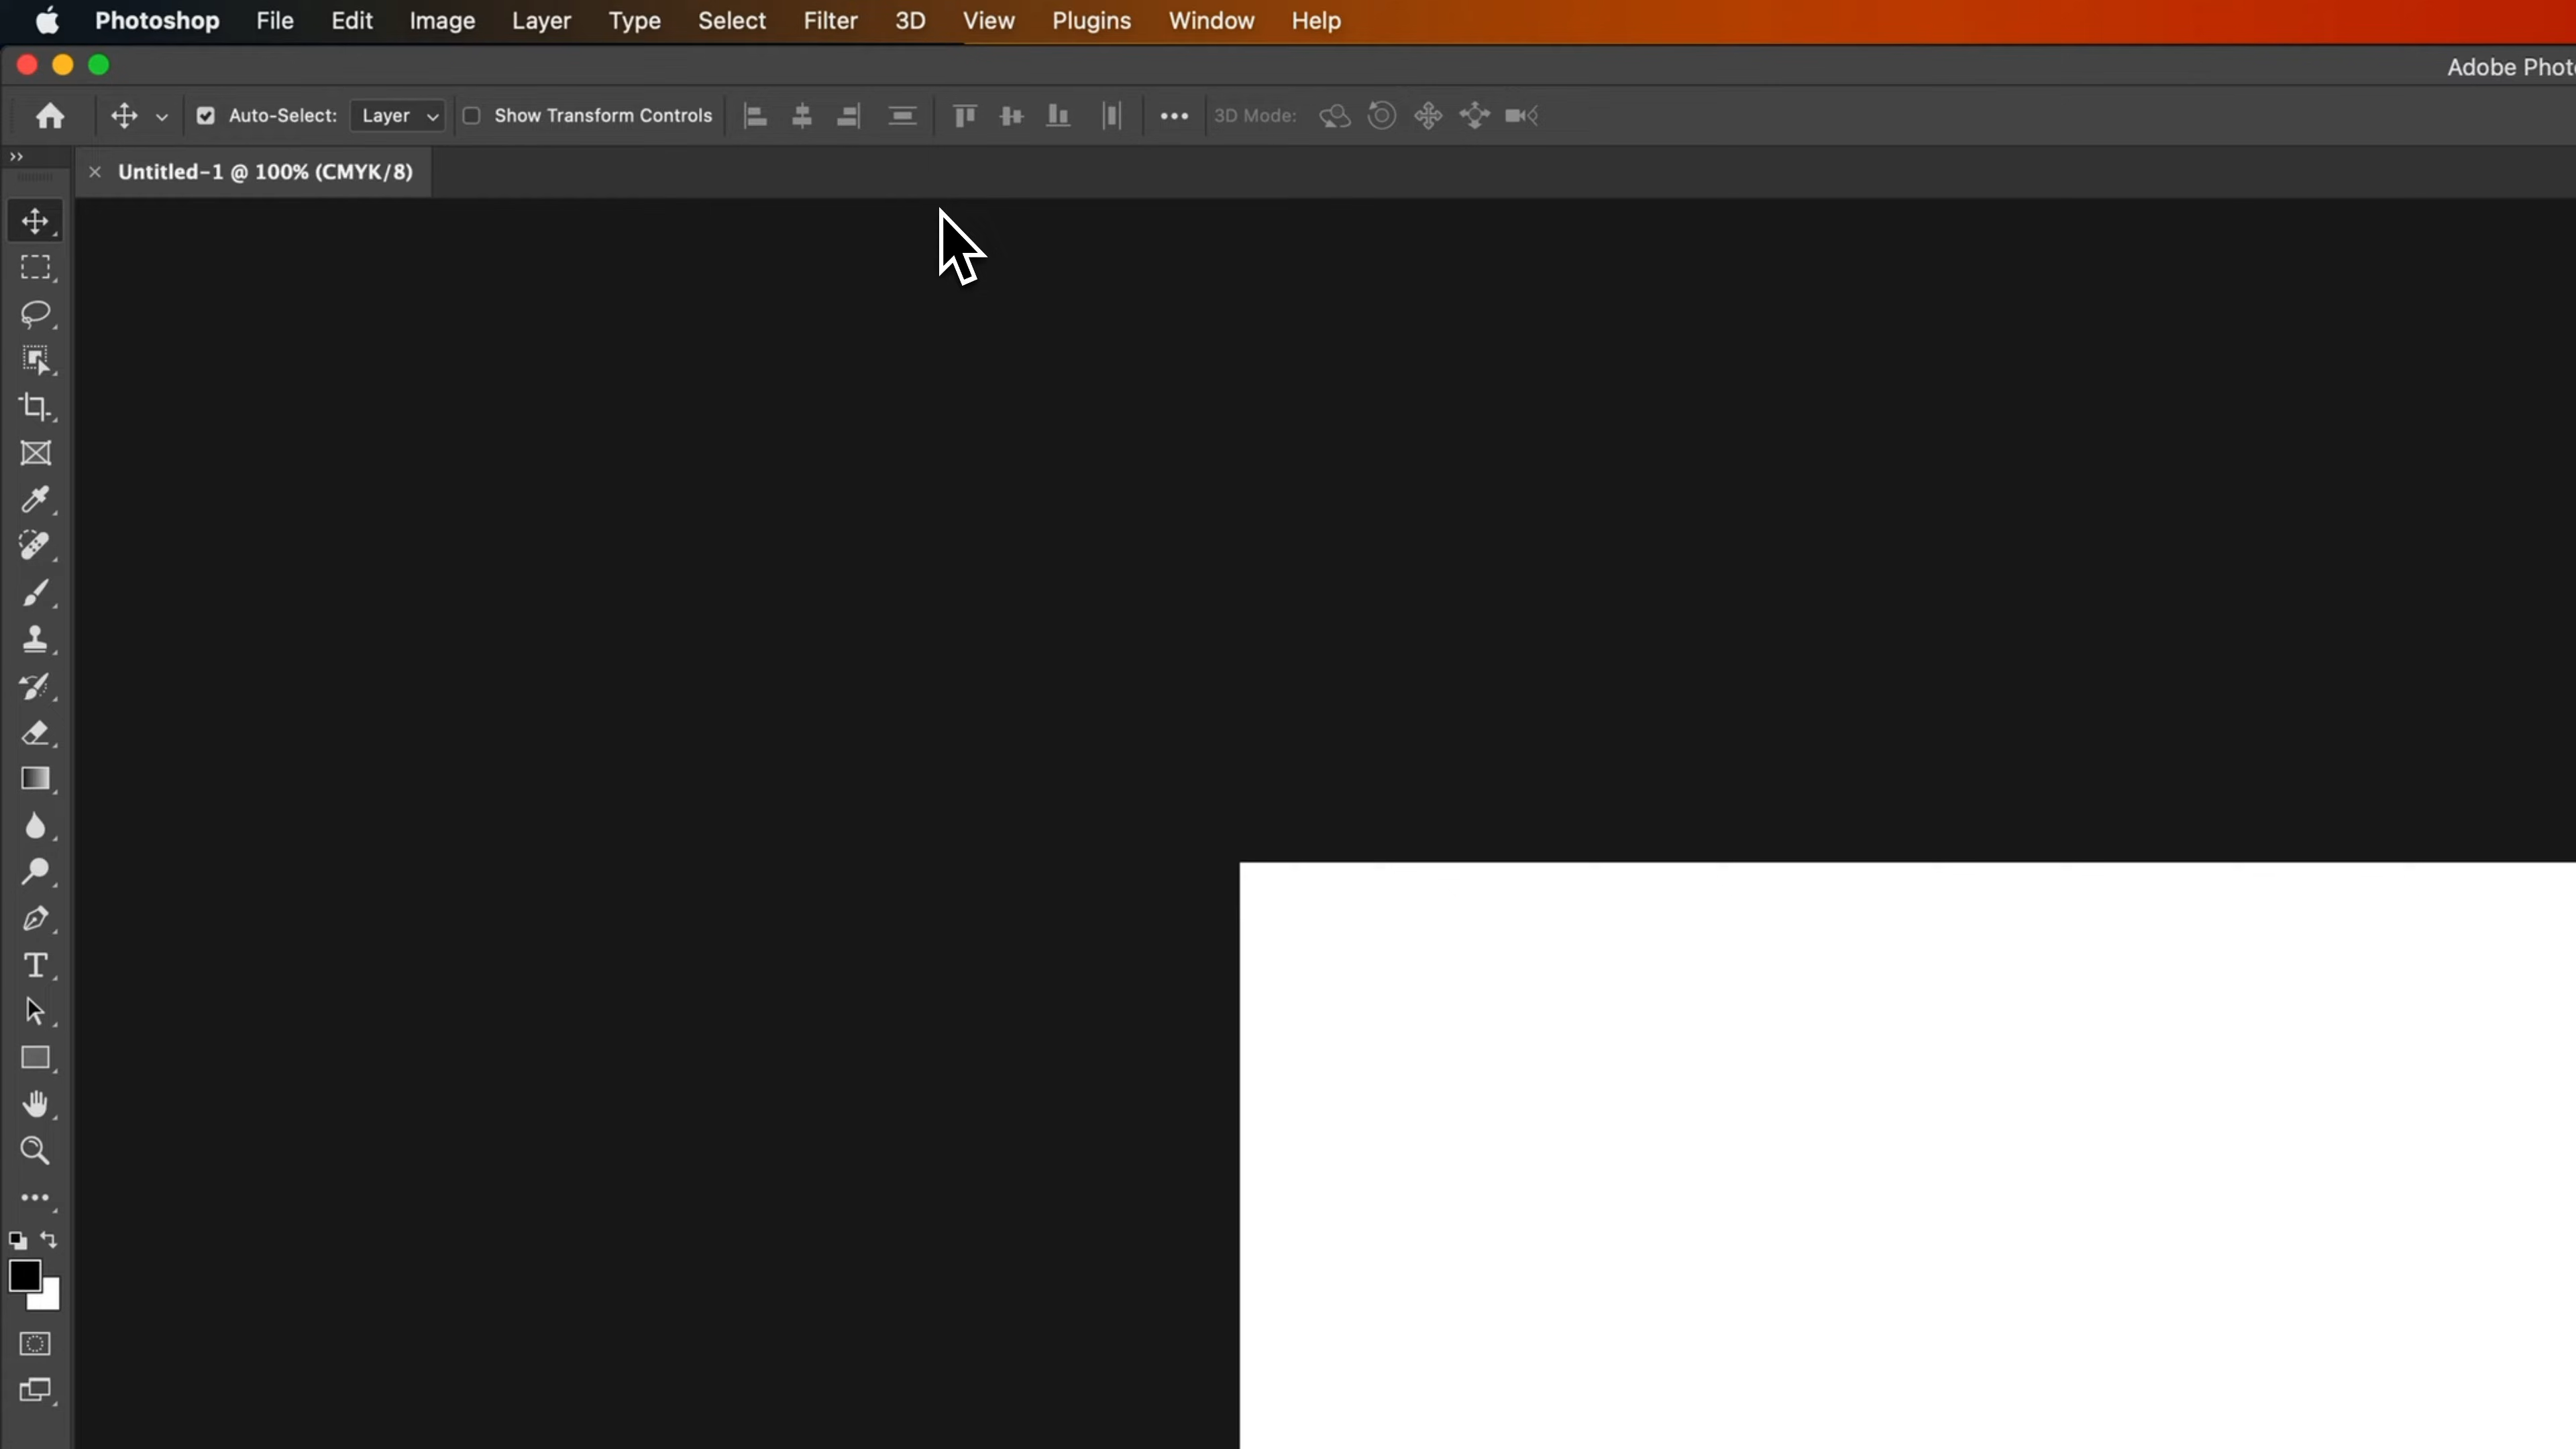 Photoshop File Edit Image Layer Type Select Filter 3D View Plugins Window Help
Adobe Phot
Auto-Select: Layer Show Transform Controls 3D Mode:
Untitled-1 @ 100% (CMYK/8)